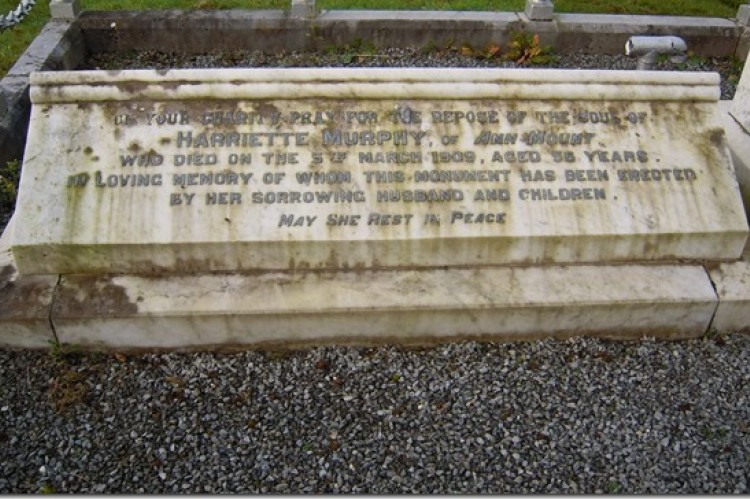 OF YOUR CHARITY PRAY FOR THE REPOSE OF THE SOUL OF
HARRIETTE MURPHY, OF ANN MOUNT.
WHO DIED ON THE 5TH MARCH 1909, AGED 56 YEARS.
IN LOVING MEMORY OF WHOM THIS MONUMENT HAS BEEN ERECTED
BY HER SORROWING HUSBAND AND CHILDREN.
MAY SHE REST IN PEACE